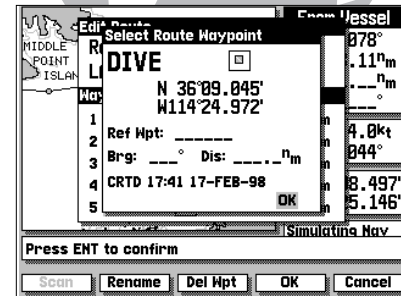 From Vessel
Edit Route
Select Route Waypoint
MIDDLE
POINT
ISLAN
DIVE
N 36°09.045'
W114°24.972'
Ref Wpt: ______
Brg: ___° Dis: ___._nm
CRTD 17:41 17-FEB-98
OK
1
2
3
4
5
078°
.11nm
__nm
___°
4.0kt
044°
8.497'
5.146'
Simulating Nav
Press ENT to confirm
Scan Rename Del Wpt OK Cancel